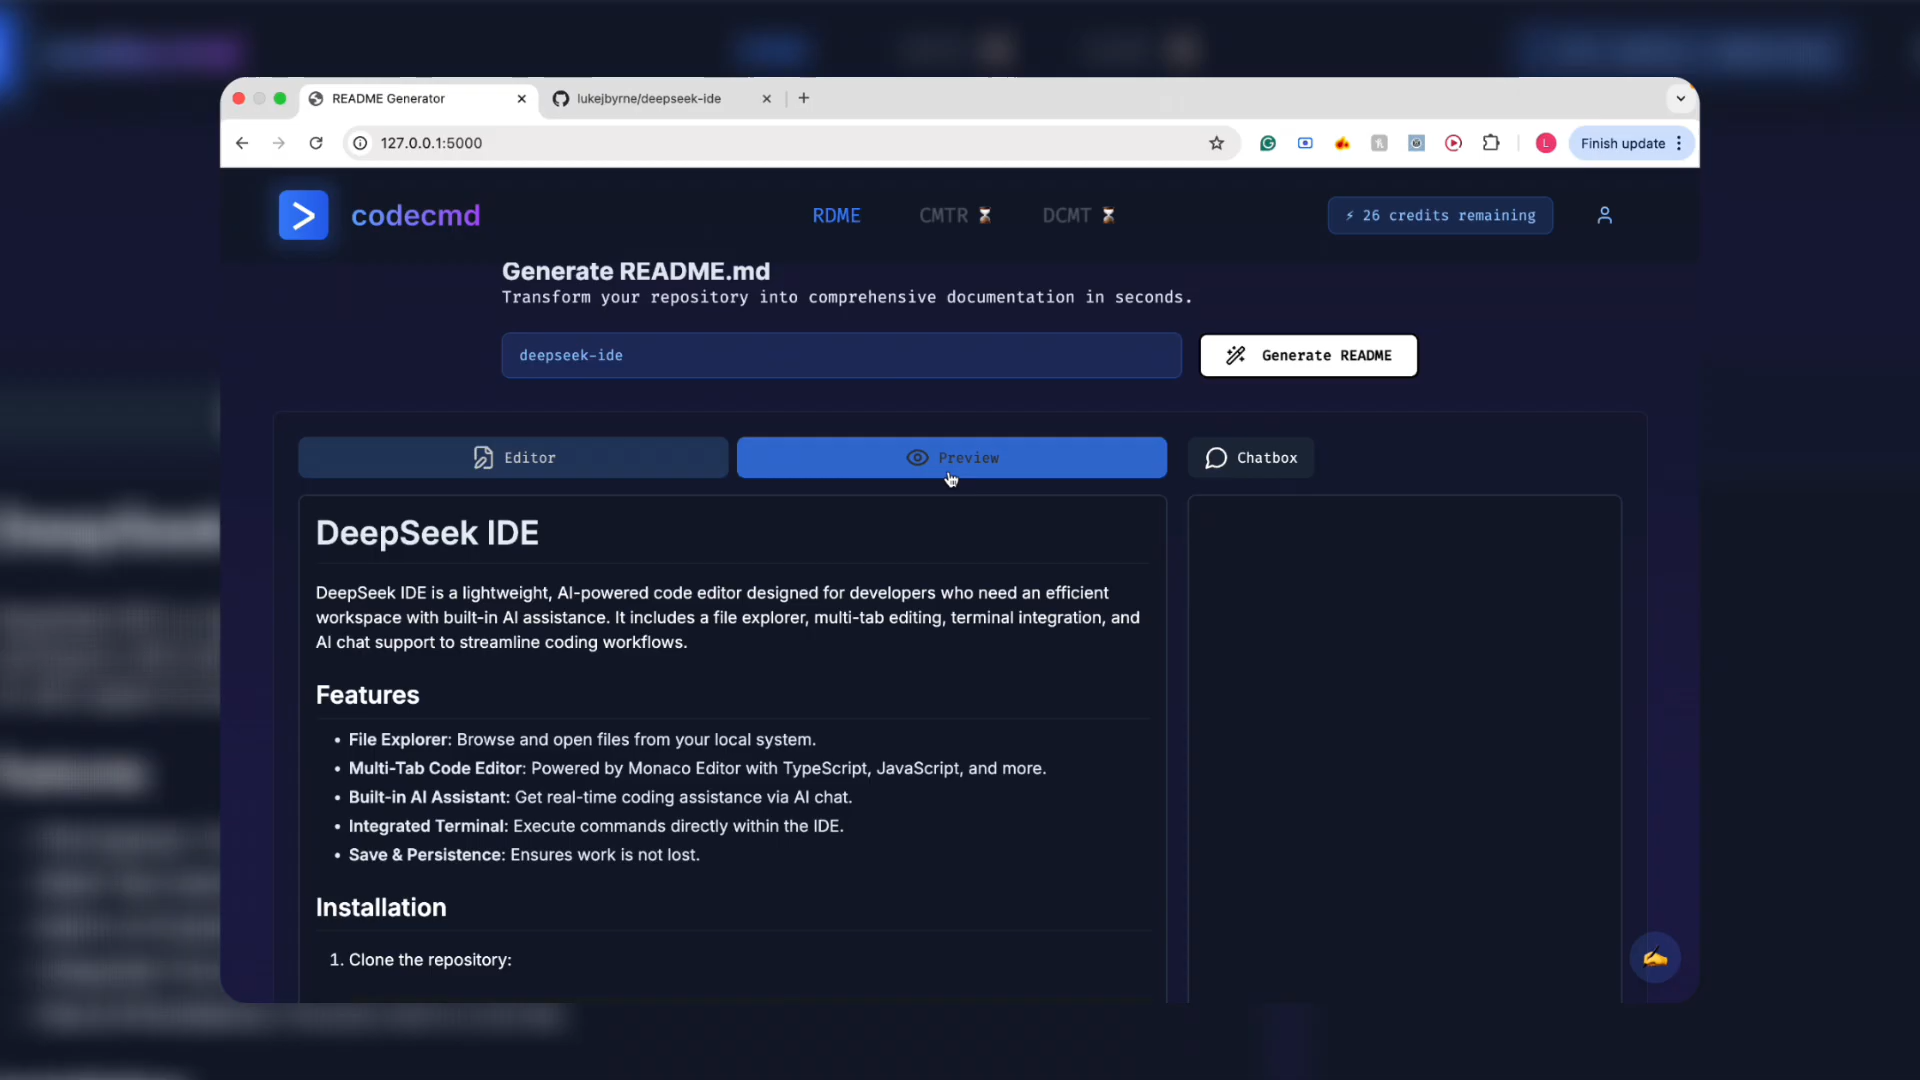 README Generator
lukejbyrne/deepseek-ide
127.0.0.1:5000
L
Finish update
codecmd
RDME
CMTR ⏳
DCMT ⏳
⚡ 26 credits remaining
Generate README.md
Transform your repository into comprehensive documentation in seconds.
deepseek-ide
Generate README
Editor
Preview
Chatbox
DeepSeek IDE
DeepSeek IDE is a lightweight, AI-powered code editor designed for developers who need an efficient
workspace with built-in AI assistance. It includes a file explorer, multi-tab editing, terminal integration, and
AI chat support to streamline coding workflows.
Features
• File Explorer: Browse and open files from your local system.
• Multi-Tab Code Editor: Powered by Monaco Editor with TypeScript, JavaScript, and more.
• Built-in AI Assistant: Get real-time coding assistance via AI chat.
• Integrated Terminal: Execute commands directly within the IDE.
• Save & Persistence: Ensures work is not lost.
Installation
1. Clone the repository: